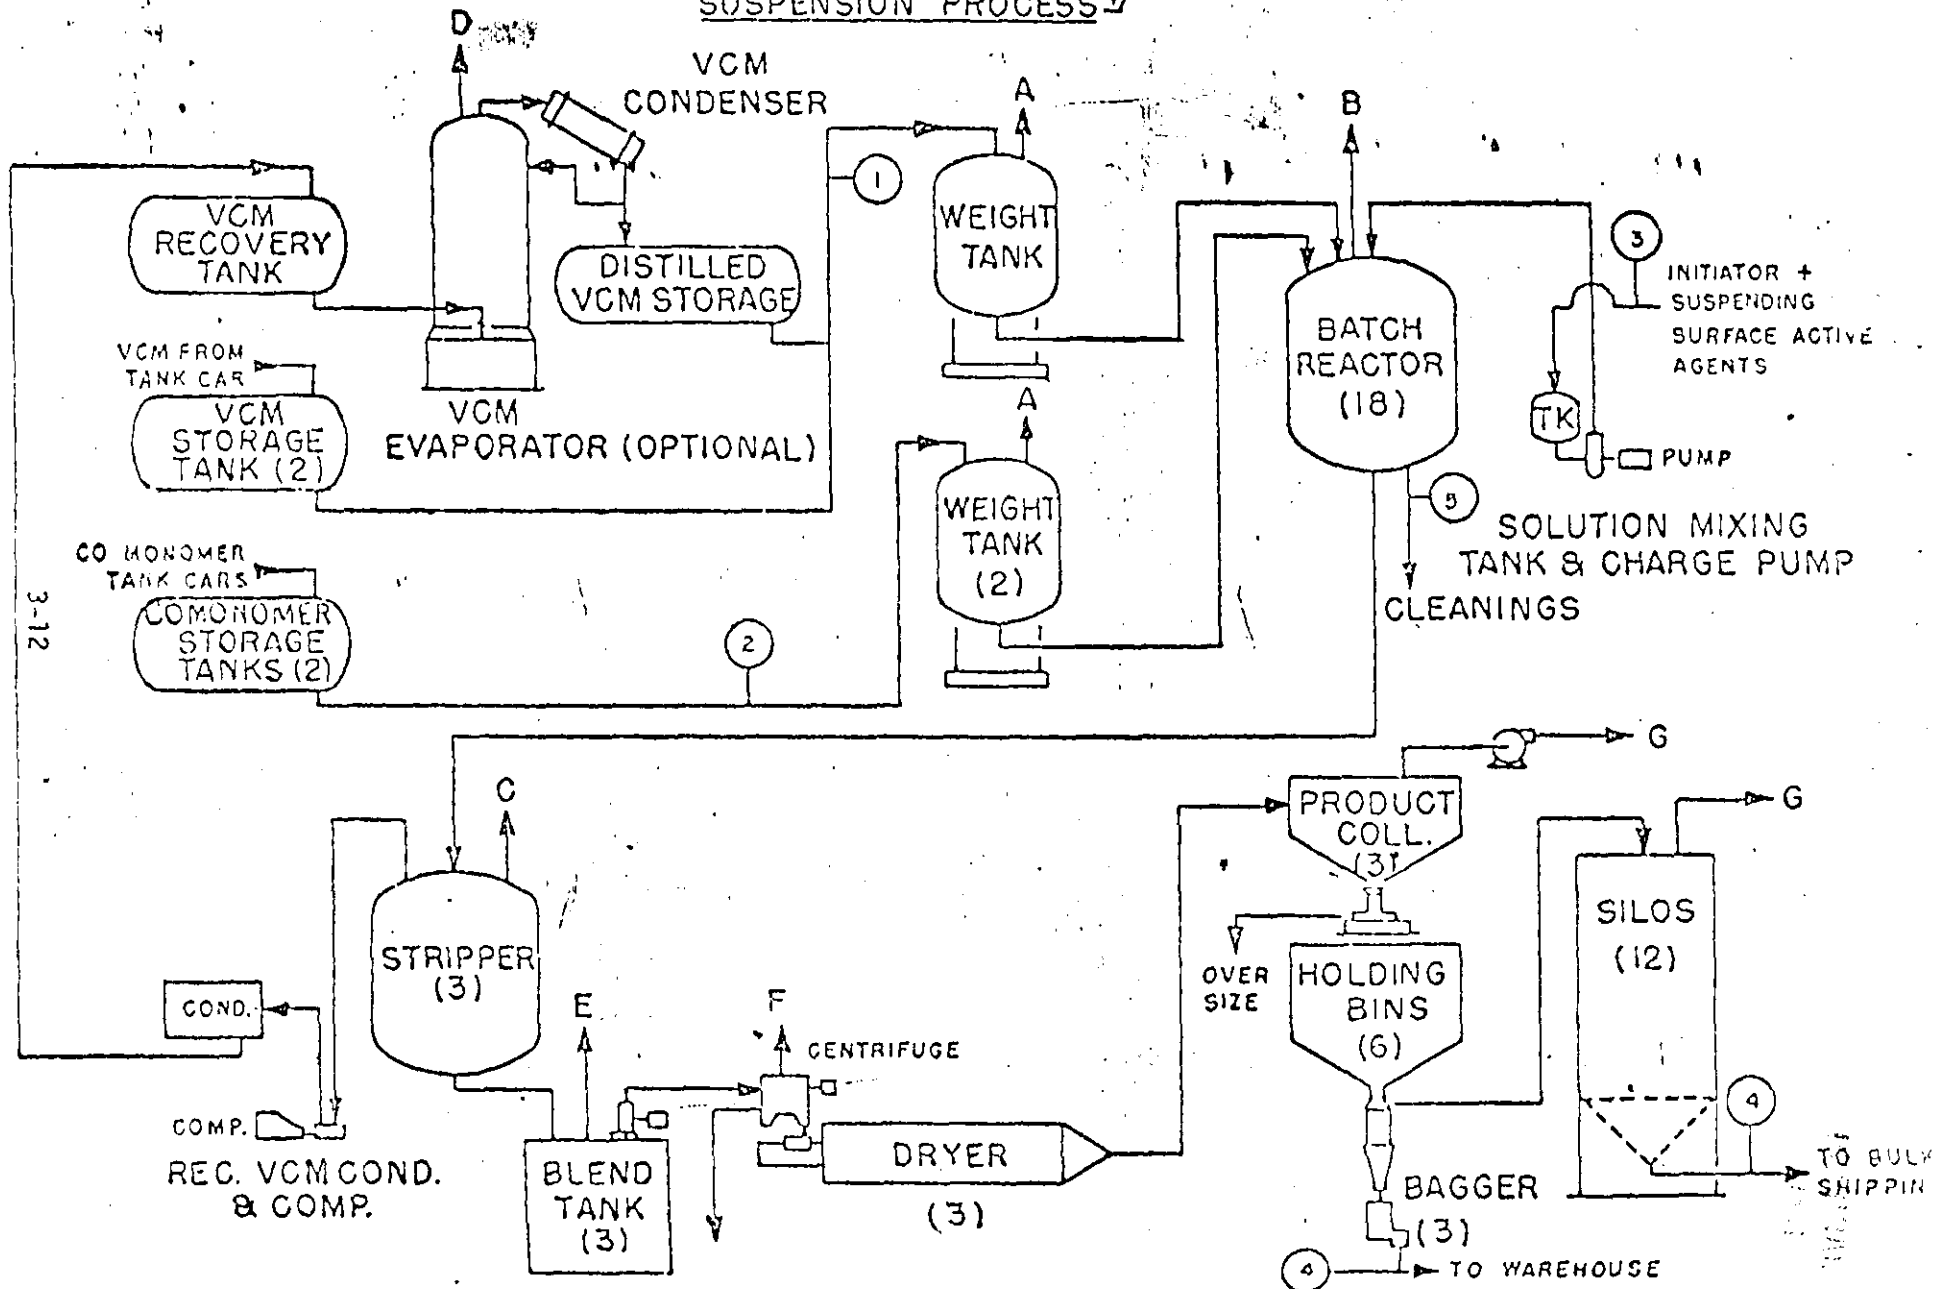 SUSPENSION PROCESS
D
VCM
CONDENSER
A
B
1
3
VCM
RECOVERY
TANK
DISTILLED
VCM STORAGE
WEIGHT
TANK
INITIATOR +
SUSPENDING
SURFACE ACTIVE
AGENTS
BATCH
REACTOR
(18)
VCM FROM
TANK CAR
VCM
STORAGE
TANK (2)
VCM
EVAPORATOR (OPTIONAL)
A
TK
PUMP
WEIGHT
TANK
(2)
5
SOLUTION MIXING
TANK & CHARGE PUMP
CLEANINGS
CO MONOMER
TANK CARS
COMONOMER
STORAGE
TANKS (2)
2
3-12
C
G
PRODUCT
COLL.
(3)
G
STRIPPER
(3)
SILOS
(12)
OVER
SIZE
HOLDING
BINS
(6)
COND.
E
F
CENTRIFUGE
COMP.
REC. VCM COND.
& COMP.
BLEND
TANK
(3)
DRYER
(3)
4
TO BULK
BAGGER
(3)
4
TO WAREHOUSE